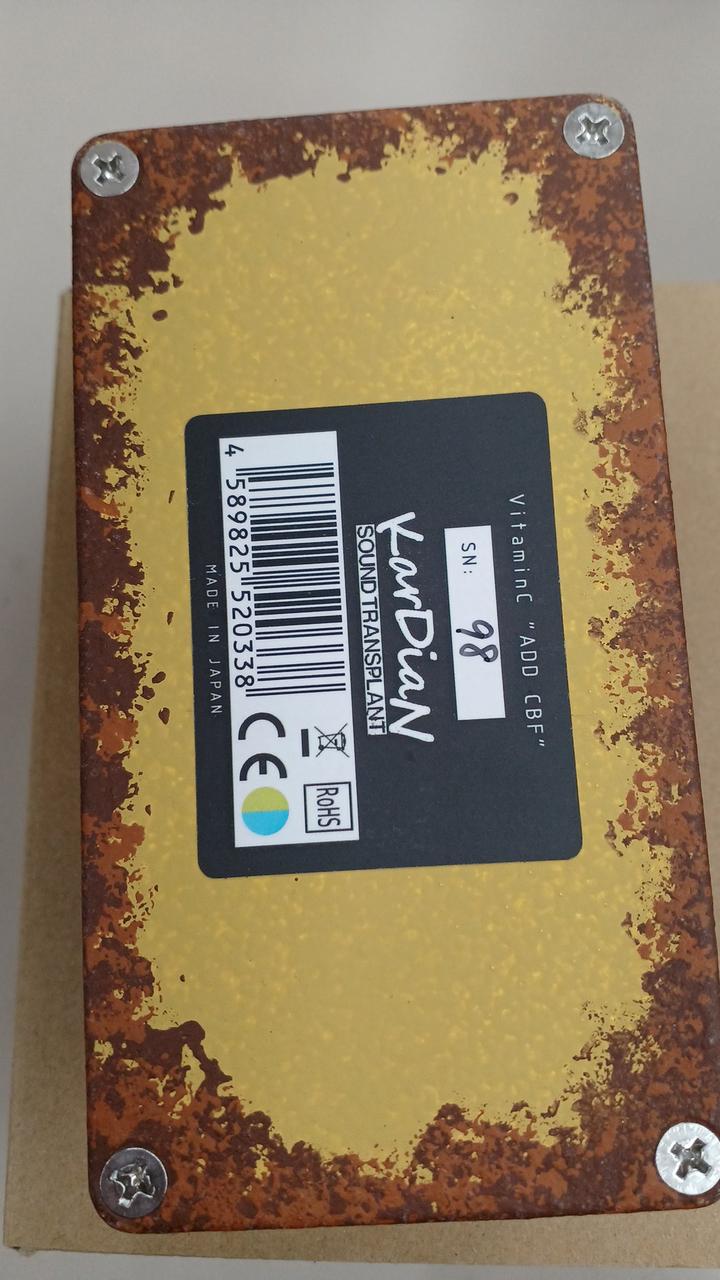 VitaminC "ADD CBF"
SN: 98
KarDiaN
SOUND TRANSPLANT
RoHS
CE
4 589825 520338
MADE IN JAPAN